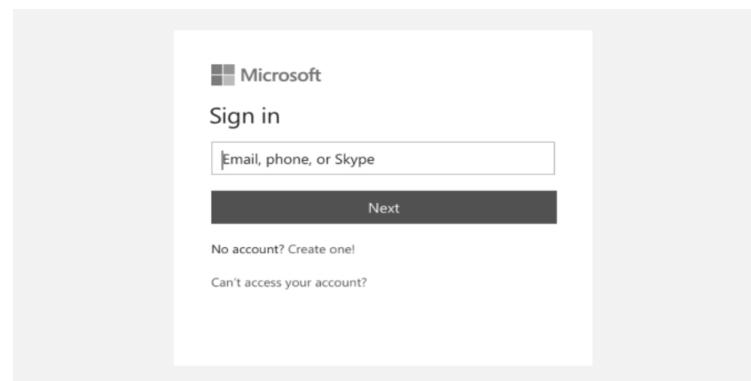 Microsoft
Sign in
Email, phone, or Skype
Next
No account? Create one!
Can't access your account?